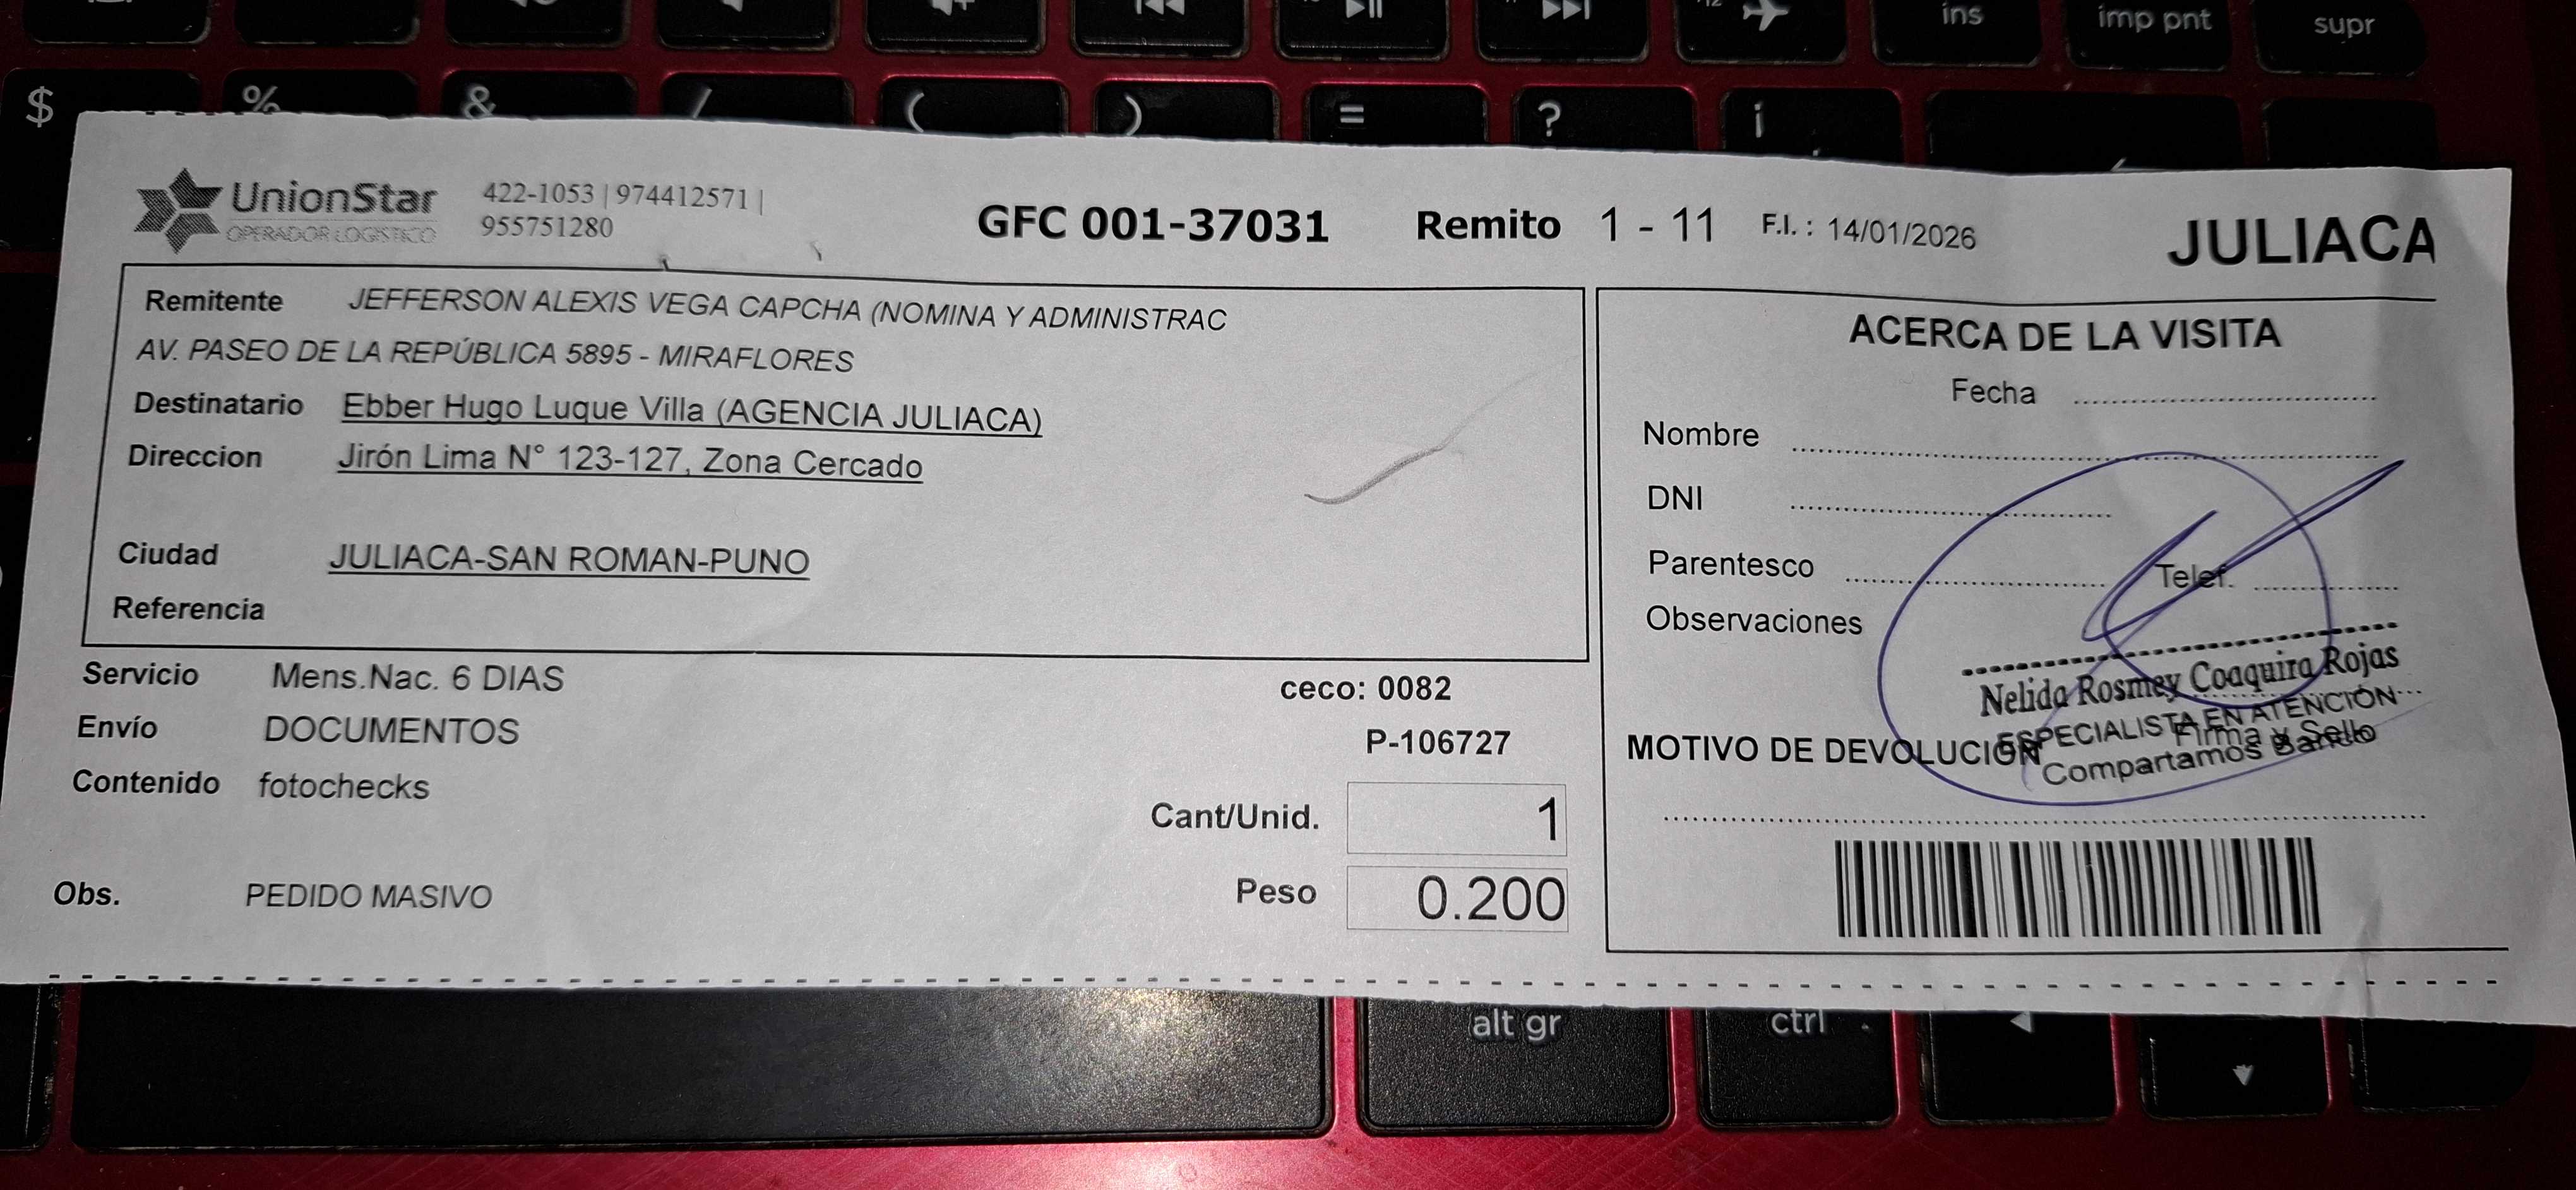 ins
imp pnt
supr
$
%
&
/
(
)
=
?
¡
UnionStar
OPERADOR LOGISTICO
422-1053 | 974412571 |
955751280
GFC 001-37031
Remito 1 - 11
F.I. : 14/01/2026
JULIACA
Remitente JEFFERSON ALEXIS VEGA CAPCHA (NOMINA Y ADMINISTRAC
AV. PASEO DE LA REPÚBLICA 5895 - MIRAFLORES
Destinatario Ebber Hugo Luque Villa (AGENCIA JULIACA)
Direccion Jirón Lima N° 123-127, Zona Cercado
Ciudad JULIACA-SAN ROMAN-PUNO
Referencia
Servicio Mens.Nac. 6 DIAS
Envío DOCUMENTOS
Contenido fotochecks
Obs. PEDIDO MASIVO
ceco: 0082
P-106727
Cant/Unid. 1
Peso 0.200
ACERCA DE LA VISITA
Fecha
Nombre
DNI
Parentesco Telef.
Observaciones
Nelida Rosmey Coaquira Rojas
ESPECIALISTA EN ATENCIÓN
Compartamos Banco
Firma y Sello
MOTIVO DE DEVOLUCIÓN
alt gr
ctrl